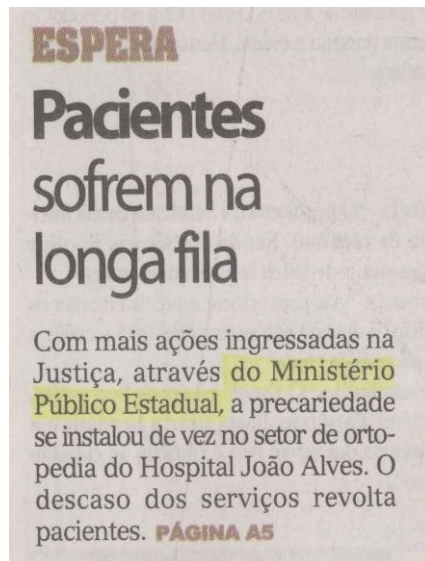 ESPERA
Pacientes
sofrem na
longa fila
Com mais ações ingressadas na
Justiça, através do Ministério
Público Estadual, a precariedade
se instalou de vez no setor de orto-
pedia do Hospital João Alves. O
descaso dos serviços revolta
pacientes. PÁGINA A5